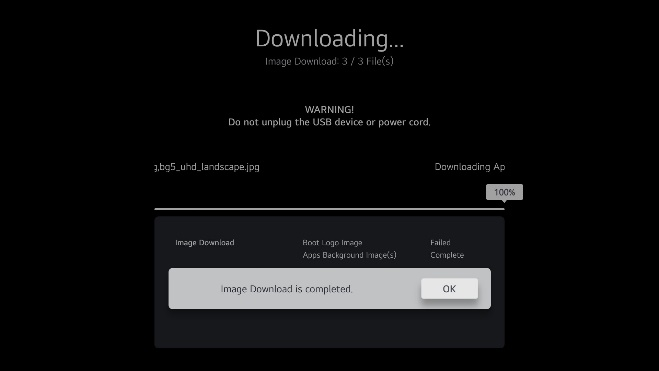 Downloading...
Image Download: 3 / 3 File(s)
WARNING!
Do not unplug the USB device or power cord.
g,bg5_uhd_landscape.jpg Downloading Ap
100%
Image Download Boot Logo Image Failed
Apps Background Image(s) Complete
Image Download is completed. OK